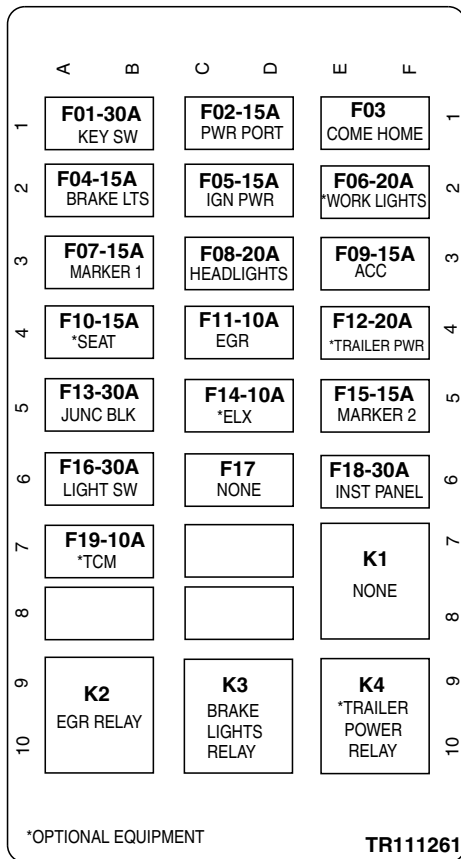 A B C D E F
1 F01-30A F02-15A F03 1
KEY SW PWR PORT COME HOME
2 F04-15A F05-15A F06-20A 2
BRAKE LTS IGN PWR *WORK LIGHTS
3 F07-15A F08-20A F09-15A 3
MARKER 1 HEADLIGHTS ACC
4 F10-15A F11-10A F12-20A 4
*SEAT EGR *TRAILER PWR
5 F13-30A F14-10A F15-15A 5
JUNC BLK *ELX MARKER 2
6 F16-30A F17 F18-30A 6
LIGHT SW NONE INST PANEL
7 F19-10A 7
*TCM K1
NONE
8 8
9 K2 K3 K4 9
EGR RELAY BRAKE *TRAILER
LIGHTS POWER
10 RELAY RELAY 10
*OPTIONAL EQUIPMENT TR111261